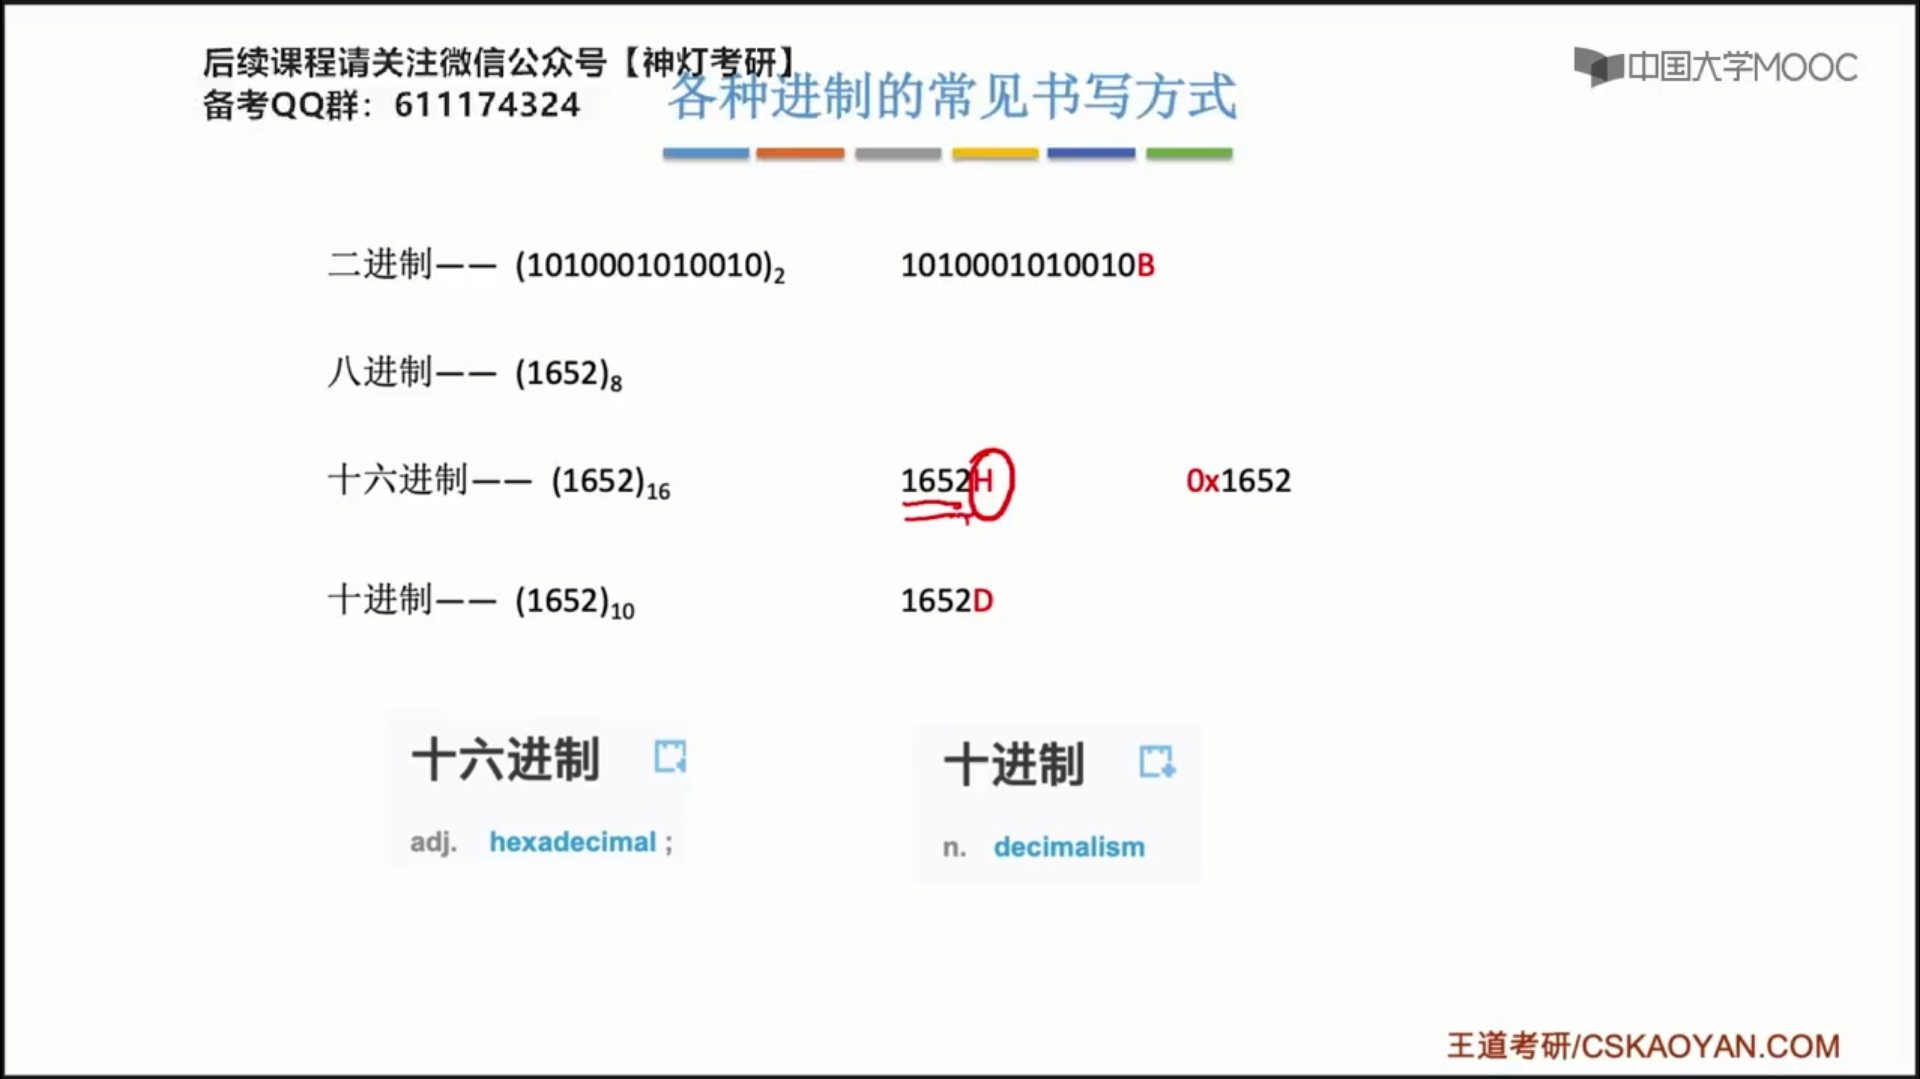 后续课程请关注微信公众号【神灯考研】
备考QQ群：611174324
中国大学MOOC
各种进制的常见书写方式
二进制—— (1010001010010)₂ 1010001010010B
八进制—— (1652)₈
十六进制—— (1652)₁₆ 1652H 0x1652
十进制—— (1652)₁₀ 1652D
十六进制
adj. hexadecimal ;
十进制
n. decimalism
王道考研/CSKAOYAN.COM